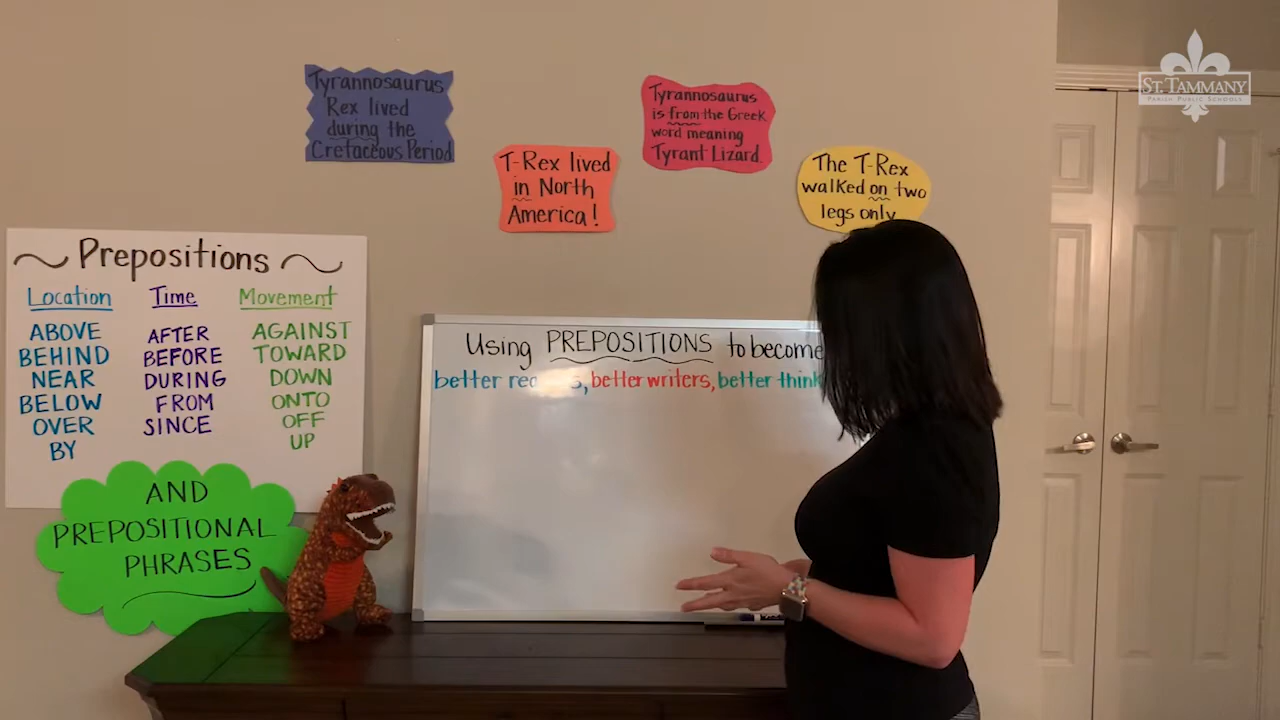 Tyrannosaurus
Rex lived
during the
Cretaceous Period
T-Rex lived
in North
America!
Tyrannosaurus
is from the Greek
word meaning
Tyrant Lizard.
The T-Rex
walked on two
legs only
ST. TAMMANY
PARISH PUBLIC SCHOOLS
Prepositions
Location
ABOVE
BEHIND
NEAR
BELOW
OVER
BY
Time
AFTER
BEFORE
DURING
FROM
SINCE
Movement
AGAINST
TOWARD
DOWN
ONTO
OFF
UP
AND
PREPOSITIONAL
PHRASES
Using PREPOSITIONS to become
better , better writers, better